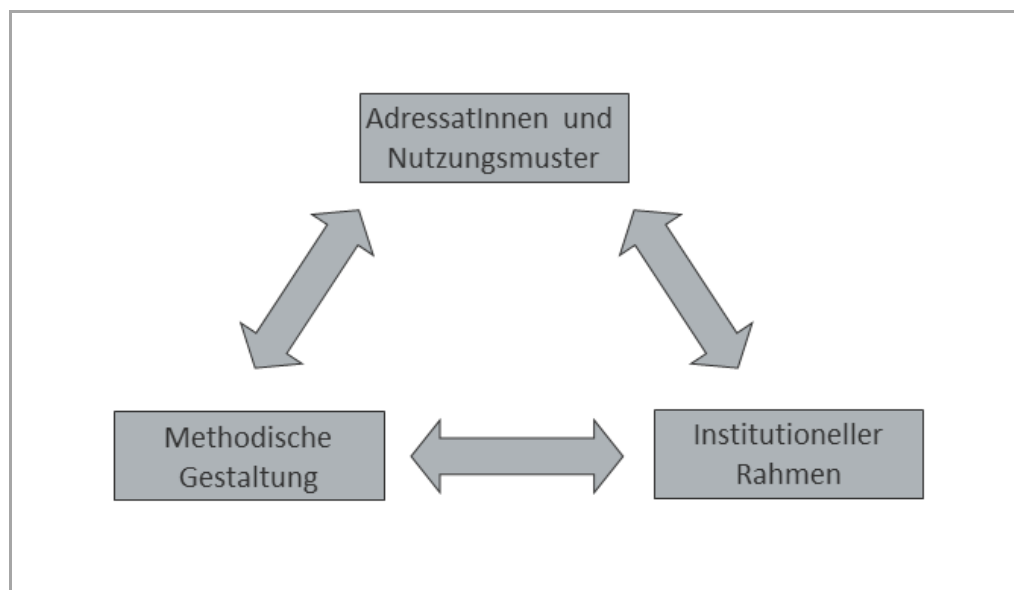 AdressatInnen und
Nutzungsmuster
Methodische
Gestaltung
Institutioneller
Rahmen